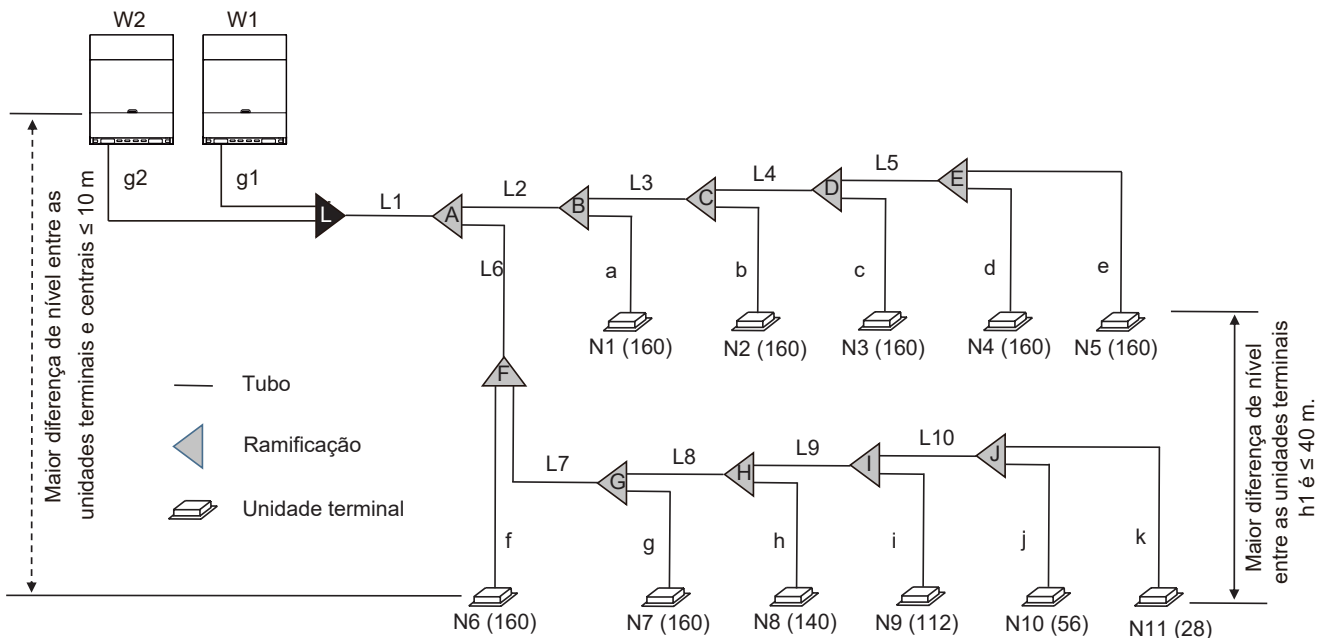 W2
W1
g2
g1
L
L1
A
L2
B
L3
C
L4
D
L5
E
L6
a
b
c
d
e
N1 (160)
N2 (160)
N3 (160)
N4 (160)
N5 (160)
Maior diferença de nível entre as
unidades terminais e centrais ≤ 10 m
Tubo
Ramificação
Unidade terminal
F
L7
G
L8
H
L9
I
L10
J
f
g
h
i
j
k
N6 (160)
N7 (160)
N8 (140)
N9 (112)
N10 (56)
N11 (28)
Maior diferença de nível
entre as unidades terminais
h1 é ≤ 40 m.